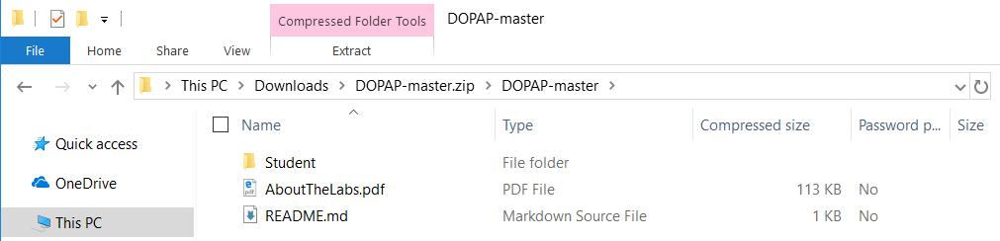 Compressed Folder Tools DOPAP-master
File Home Share View Extract
This PC Downloads DOPAP-master.zip DOPAP-master
Name Type Compressed size Password p... Size
Quick access
OneDrive
This PC
Student File folder
AboutTheLabs.pdf PDF File 113 KB No
README.md Markdown Source File 1 KB No